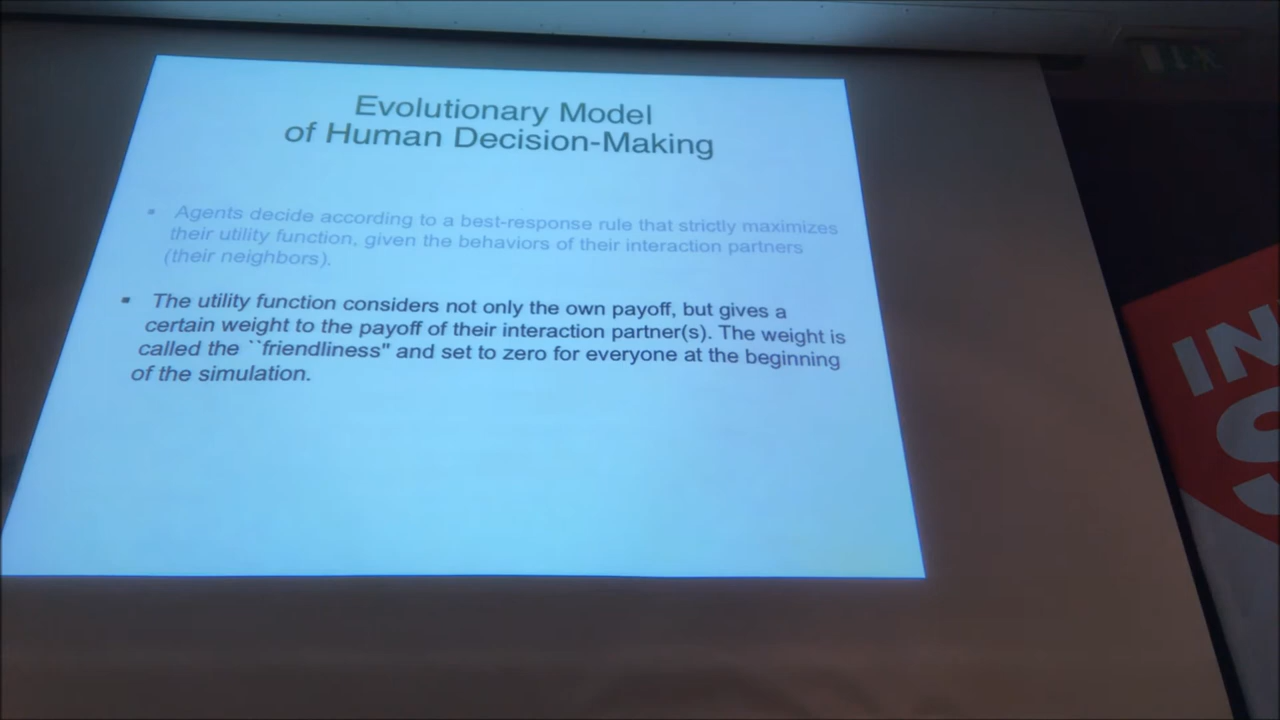 Evolutionary Model
of Human Decision-Making
▪ Agents decide according to a best-response rule that strictly maximizes
their utility function, given the behaviors of their interaction partners
(their neighbors).
▪ The utility function considers not only the own payoff, but gives a
certain weight to the payoff of their interaction partner(s). The weight is
called the ``friendliness" and set to zero for everyone at the beginning
of the simulation.
IN
S